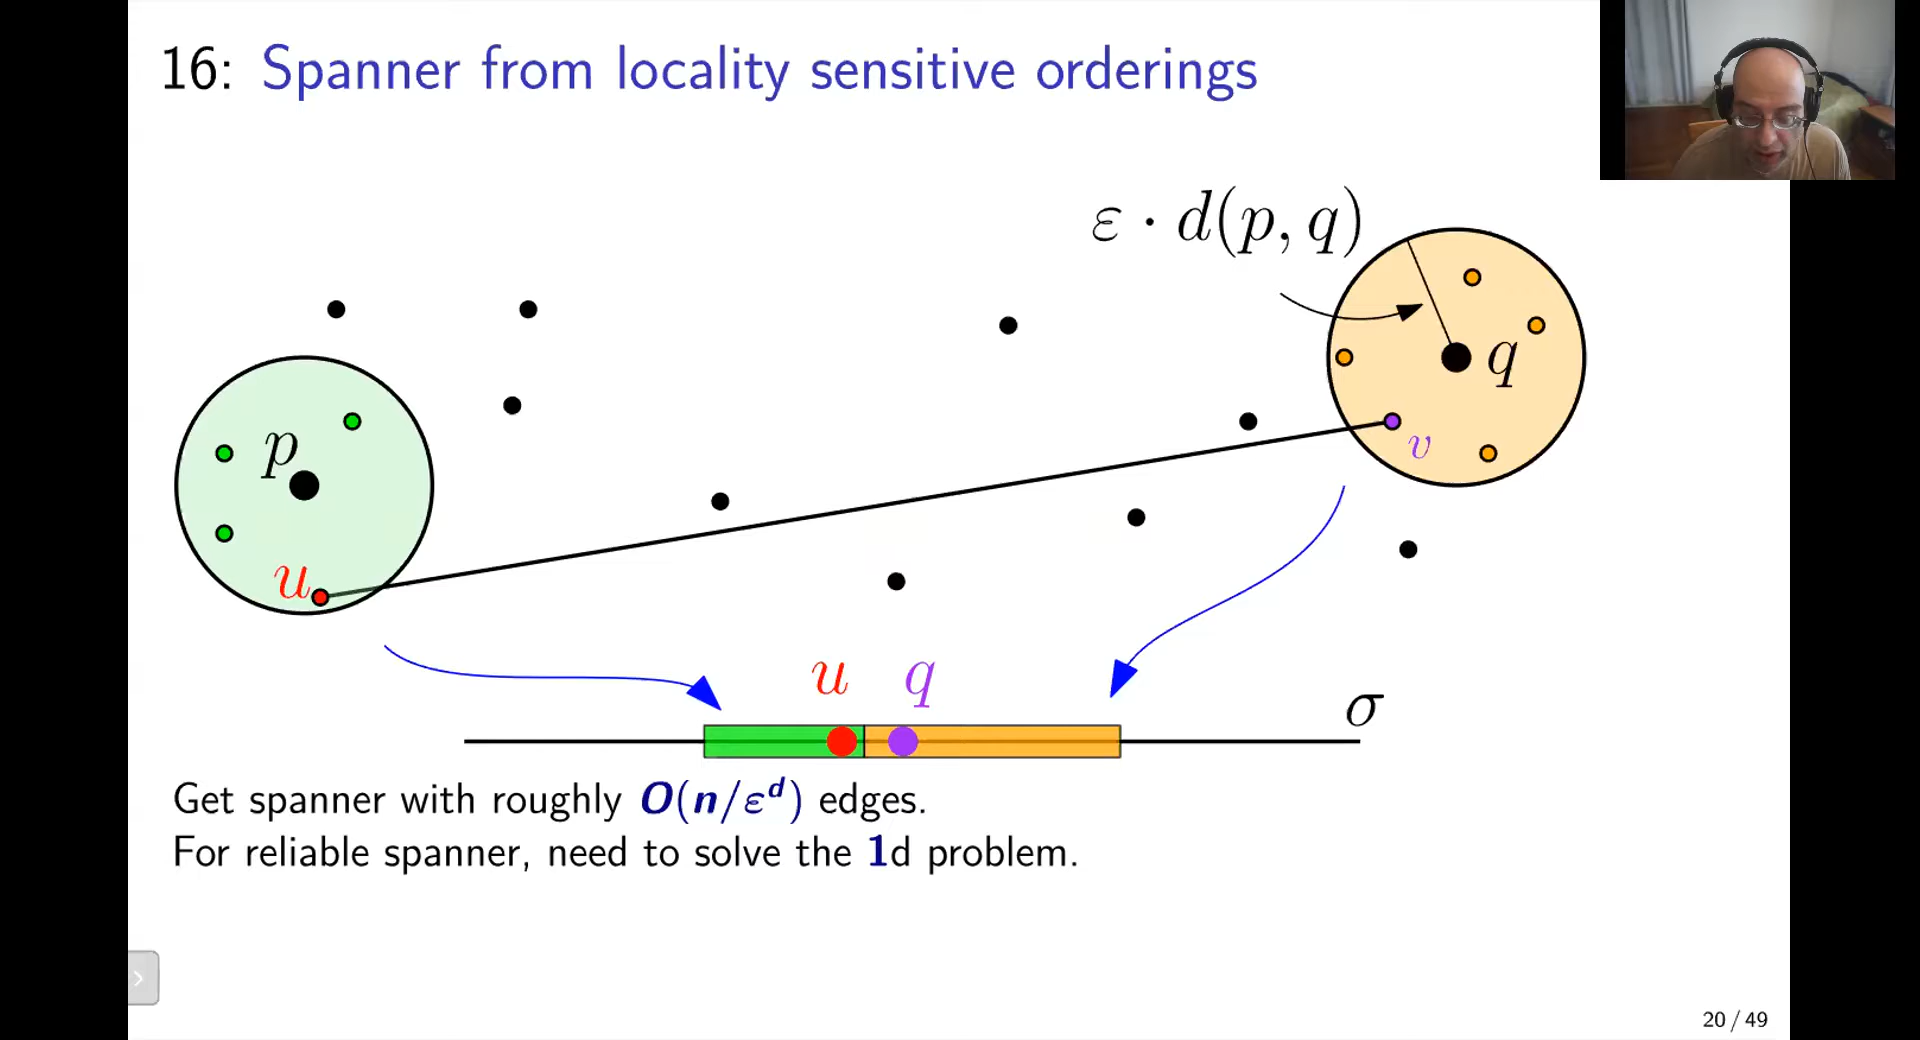 16: Spanner from locality sensitive orderings
ε · d(p, q)
q
p
v
u
u q
σ
Get spanner with roughly O(n/ε^d) edges.
For reliable spanner, need to solve the 1d problem.
20 / 49